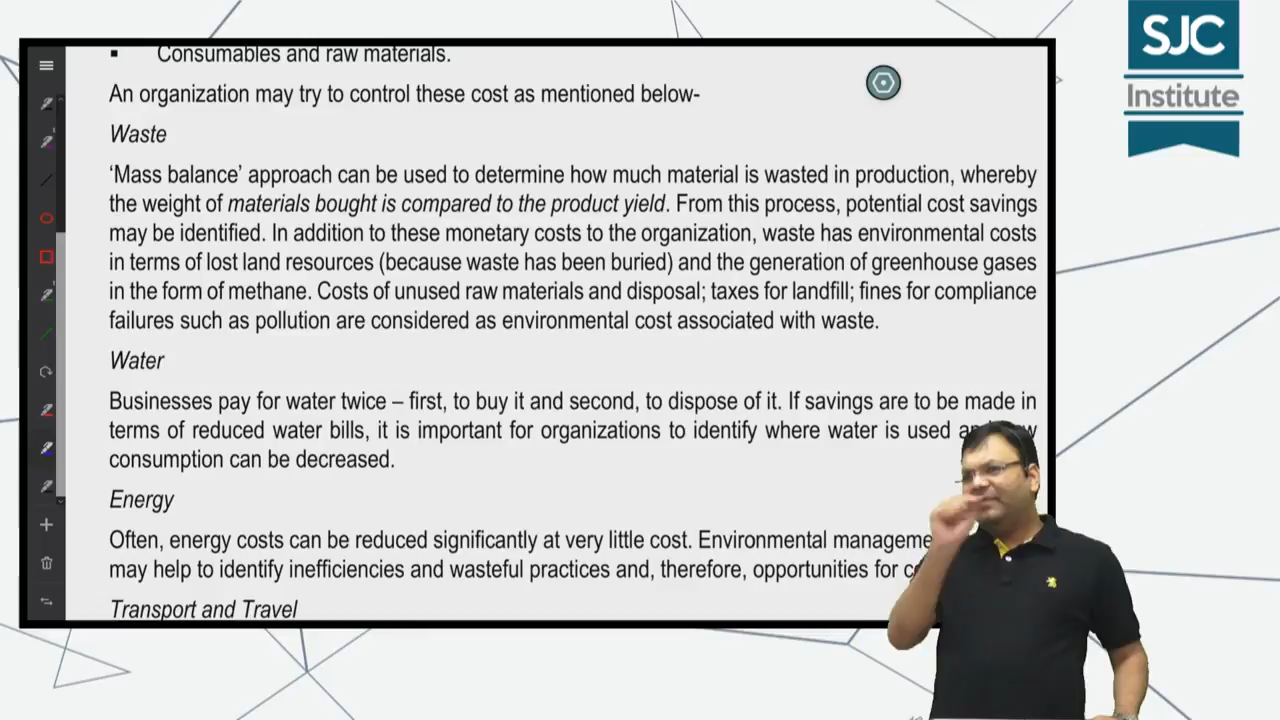 SJC
Institute
▪ Consumables and raw materials.
An organization may try to control these cost as mentioned below-
Waste
‘Mass balance’ approach can be used to determine how much material is wasted in production, whereby
the weight of materials bought is compared to the product yield. From this process, potential cost savings
may be identified. In addition to these monetary costs to the organization, waste has environmental costs
in terms of lost land resources (because waste has been buried) and the generation of greenhouse gases
in the form of methane. Costs of unused raw materials and disposal; taxes for landfill; fines for compliance
failures such as pollution are considered as environmental cost associated with waste.
Water
Businesses pay for water twice – first, to buy it and second, to dispose of it. If savings are to be made in
terms of reduced water bills, it is important for organizations to identify where water is used
consumption can be decreased.
Energy
Often, energy costs can be reduced significantly at very little cost. Environmental
may help to identify inefficiencies and wasteful practices and, therefore, opportunities for
Transport and Travel